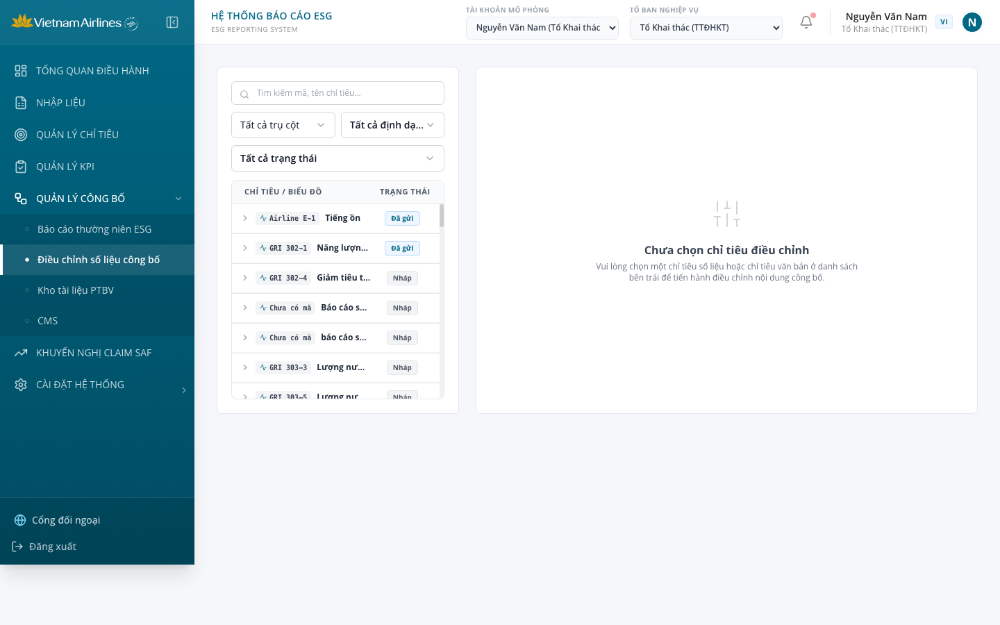 Vietnam Airlines
TỔNG QUAN ĐIỀU HÀNH
NHẬP LIỆU
QUẢN LÝ CHỈ TIÊU
QUẢN LÝ KPI
QUẢN LÝ CÔNG BỐ
Báo cáo thường niên ESG
Điều chỉnh số liệu công bố
Kho tài liệu PTBV
CMS
KHUYẾN NGHỊ CLAIM SAF
CÀI ĐẶT HỆ THỐNG
Cổng đối ngoại
Đăng xuất
HỆ THỐNG BÁO CÁO ESG
ESG REPORTING SYSTEM
TÀI KHOẢN MÔ PHỎNG
Nguyễn Văn Nam (Tổ Khai thác
TỔ BAN NGHIỆP VỤ
Tổ Khai thác (TTĐHKT)
Nguyễn Văn Nam
Tổ Khai thác (TTĐHKT)
VI
N
Tìm kiếm mã, tên chỉ tiêu...
Tất cả trụ cột
Tất cả định dạ...
Tất cả trạng thái
CHỈ TIÊU / BIỂU ĐỒ TRẠNG THÁI
Airline E-1 Tiếng ồn Đã gửi
GRI 302-1 Năng lượn... Đã gửi
GRI 302-4 Giảm tiêu t... Nháp
Chưa có mã Báo cáo s... Nháp
Chưa có mã báo cáo s... Nháp
GRI 303-3 Lượng nư... Nháp
GRI 303-5 Lượng nư... Nháp
Chưa chọn chỉ tiêu điều chỉnh
Vui lòng chọn một chỉ tiêu số liệu hoặc chỉ tiêu văn bản ở danh sách
bên trái để tiến hành điều chỉnh nội dung công bố.